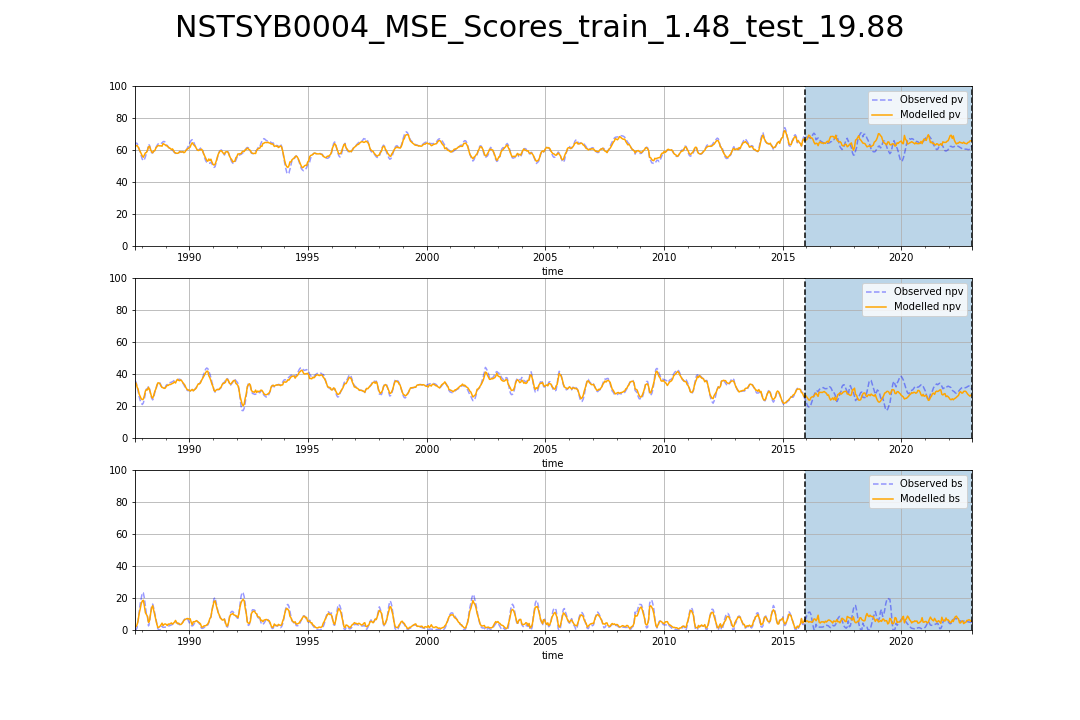 NSTSYB0004_MSE_Scores_train_1.48_test_19.88
100
80
60
40
20
0
Observed pv
Modelled pv
1990 1995 2000 2005 2010 2015 2020
time
100
80
60
40
20
0
Observed npv
Modelled npv
1990 1995 2000 2005 2010 2015 2020
time
100
80
60
40
20
0
Observed bs
Modelled bs
1990 1995 2000 2005 2010 2015 2020
time